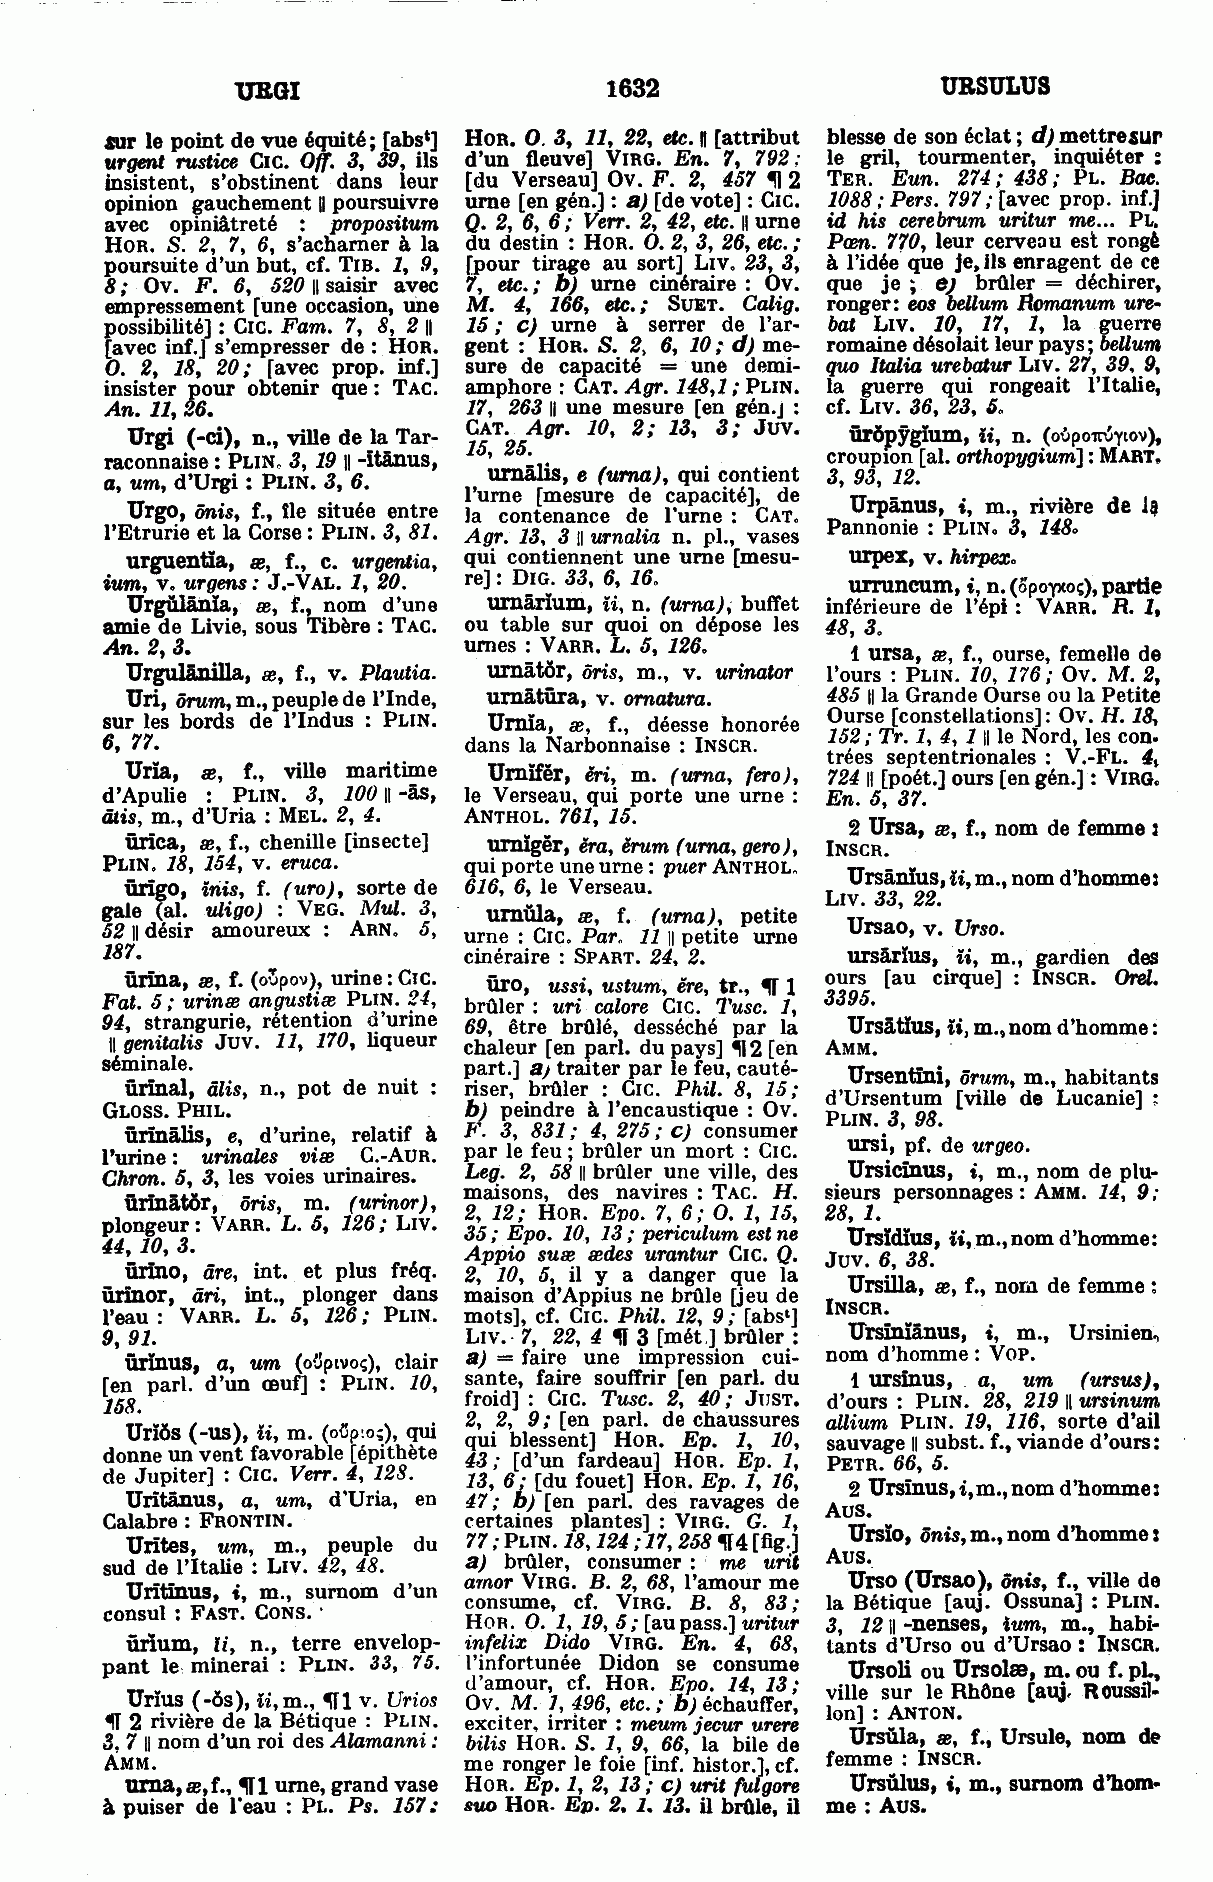 URGI
1632
URSULUS
sur le point de vue équité; [absᵗ]
urgent rustice CIC. Off. 3, 39, ils
insistent, s'obstinent dans leur
opinion gauchement ‖ poursuivre
avec opiniâtreté : propositum
HOR. S. 2, 7, 6, s'acharner à la
poursuite d'un but, cf. TIB. 1, 9,
8; OV. F. 6, 520 ‖ saisir avec
empressement [une occasion, une
possibilité] : CIC. Fam. 7, 8, 2 ‖
[avec inf.] s'empresser de : HOR.
O. 2, 18, 20; [avec prop. inf.]
insister pour obtenir que : TAC.
An. 11, 26.
Urgi (-ci), n., ville de la Tar-
raconnaise : PLIN. 3, 19 ‖ -ĭtānus,
a, um, d'Urgi : PLIN. 3, 6.
Urgo, ōnis, f., île située entre
l'Etrurie et la Corse : PLIN. 3, 81.
urguentĭa, æ, f., c. urgentia,
ium, v. urgens : J.-VAL. 1, 20.
Urgŭlānĭa, æ, f., nom d'une
amie de Livie, sous Tibère : TAC.
An. 2, 3.
Urgulānilla, æ, f., v. Plautia.
Uri, ōrum, m., peuple de l'Inde,
sur les bords de l'Indus : PLIN.
6, 77.
Urĭa, æ, f., ville maritime
d'Apulie : PLIN. 3, 100 ‖ -ās,
ātis, m., d'Uria : MEL. 2, 4.
ūrīca, æ, f., chenille [insecte]
PLIN. 18, 154, v. eruca.
ūrīgo, ĭnis, f. (uro), sorte de
gale (al. uligo) : VEG. Mul. 3,
52 ‖ désir amoureux : ARN. 5,
187.
ūrīna, æ, f. (οὖρον), urine : CIC.
Fat. 5; urinæ angustiæ PLIN. 24,
94, strangurie, rétention d'urine
‖ genitalis JUV. 11, 170, liqueur
séminale.
ūrīnal, ālis, n., pot de nuit :
GLOSS. PHIL.
ūrīnālis, e, d'urine, relatif à
l'urine : urinales viæ C.-AUR.
Chron. 5, 3, les voies urinaires.
ūrīnātŏr, ōris, m. (urinor),
plongeur : VARR. L. 5, 126; LIV.
44, 10, 3.
ūrīno, āre, int. et plus fréq.
ūrīnor, āri, int., plonger dans
l'eau : VARR. L. 5, 126; PLIN.
9, 91.
ūrĭnus, a, um (οὔρινος), clair
[en parl. d'un œuf] : PLIN. 10,
158.
Urĭŏs (-us), ĭi, m. (οὔριος), qui
donne un vent favorable [épithète
de Jupiter] : CIC. Verr. 4, 128.
Urītānus, a, um, d'Uria, en
Calabre : FRONTIN.
Urītes, um, m., peuple du
sud de l'Italie : LIV. 42, 48.
Urītīnus, i, m., surnom d'un
consul : FAST. CONS.
ūrĭum, ĭi, n., terre envelop-
pant le minerai : PLIN. 33, 75.
Urĭus (-ŏs), ĭi, m., ¶ 1 v. Urios
¶ 2 rivière de la Bétique : PLIN.
3, 7 ‖ nom d'un roi des Alamanni :
AMM.
urna, æ, f., ¶ 1 urne, grand vase
à puiser de l'eau : PL. Ps. 157 :
HOR. O. 3, 11, 22, etc. ‖ [attribut
d'un fleuve] VIRG. En. 7, 792;
[du Verseau] OV. F. 2, 457 ¶ 2
urne [en gén.] : a) [de vote] : CIC.
Q. 2, 6, 6; Verr. 2, 42, etc. ‖ urne
du destin : HOR. O. 2, 3, 26, etc.;
[pour tirage au sort] LIV. 23, 3,
7, etc.; b) urne cinéraire : OV.
M. 4, 166, etc.; SUET. Calig.
15; c) urne à serrer de l'ar-
gent : HOR. S. 2, 6, 10; d) me-
sure de capacité = une demi-
amphore : CAT. Agr. 148,1; PLIN.
17, 263 ‖ une mesure [en gén.] :
CAT. Agr. 10, 2; 13, 3; JUV.
15, 25.
urnālis, e (urna), qui contient
l'urne [mesure de capacité], de
la contenance de l'urne : CAT.
Agr. 13, 3 ‖ urnalia n. pl., vases
qui contiennent une urne [mesu-
re] : DIG. 33, 6, 16.
urnārĭum, ĭi, n. (urna), buffet
ou table sur quoi on dépose les
urnes : VARR. L. 5, 126.
urnātŏr, ōris, m., v. urinator
urnātūra, v. ornatura.
Urnĭa, æ, f., déesse honorée
dans la Narbonnaise : INSCR.
Urnĭfĕr, ĕri, m. (urna, fero),
le Verseau, qui porte une urne :
ANTHOL. 761, 15.
urnĭgĕr, ĕra, ĕrum (urna, gero),
qui porte une urne : puer ANTHOL.
616, 6, le Verseau.
urnŭla, æ, f. (urna), petite
urne : CIC. Par. 11 ‖ petite urne
cinéraire : SPART. 24, 2.
ūro, ussi, ustum, ĕre, tr., ¶ 1
brûler : uri calore CIC. Tusc. 1,
69, être brûlé, desséché par la
chaleur [en parl. du pays] ¶ 2 [en
part.] a) traiter par le feu, cauté-
riser, brûler : CIC. Phil. 8, 15;
b) peindre à l'encaustique : OV.
F. 3, 831; 4, 275; c) consumer
par le feu; brûler un mort : CIC.
Leg. 2, 58 ‖ brûler une ville, des
maisons, des navires : TAC. H.
2, 12; HOR. Epo. 7, 6; O. 1, 15,
35; Epo. 10, 13; periculum est ne
Appio suæ ædes urantur CIC. Q.
2, 10, 5, il y a danger que la
maison d'Appius ne brûle [jeu de
mots], cf. CIC. Phil. 12, 9; [absᵗ]
LIV. 7, 22, 4 ¶ 3 [mét.] brûler :
a) = faire une impression cui-
sante, faire souffrir [en parl. du
froid] : CIC. Tusc. 2, 40; JUST.
2, 2, 9; [en parl. de chaussures
qui blessent] HOR. Ep. 1, 10,
43; [d'un fardeau] HOR. Ep. 1,
13, 6; [du fouet] HOR. Ep. 1, 16,
47; b) [en parl. des ravages de
certaines plantes] : VIRG. G. 1,
77; PLIN. 18, 124; 17, 258 ¶ 4 [fig.]
a) brûler, consumer : me urit
amor VIRG. B. 2, 68, l'amour me
consume, cf. VIRG. B. 8, 83;
HOR. O. 1, 19, 5; [au pass.] uritur
infelix Dido VIRG. En. 4, 68,
l'infortunée Didon se consume
d'amour, cf. HOR. Epo. 14, 13;
OV. M. 1, 496, etc.; b) échauffer,
exciter, irriter : meum jecur urere
bilis HOR. S. 1, 9, 66, la bile de
me ronger le foie [inf. histor.], cf.
HOR. Ep. 1, 2, 13; c) urit fulgore
suo HOR. Ep. 2, 1, 13, il brûle, il
blesse de son éclat; d) mettre sur
le gril, tourmenter, inquiéter :
TER. Eun. 274; 438; PL. Bac.
1088; Pers. 797; [avec prop. inf.]
id his cerebrum uritur me... PL.
Pœn. 770, leur cerveau est rongé
à l'idée que je, ils enragent de ce
que je; e) brûler = déchirer,
ronger : eos bellum Romanum ure-
bat LIV. 10, 17, 1, la guerre
romaine désolait leur pays; bellum
quo Italia urebatur LIV. 27, 39, 9,
la guerre qui rongeait l'Italie,
cf. LIV. 36, 23, 5.
ūrŏpȳgĭum, ĭi, n. (οὐροπύγιον),
croupion [al. orthopygium] : MART.
3, 93, 12.
Urpānus, i, m., rivière de la
Pannonie : PLIN. 3, 148.
urpex, v. hirpex.
urruncum, i, n. (ὄρογκος), partie
inférieure de l'épi : VARR. R. 1,
48, 3.
1 ursa, æ, f., ourse, femelle de
l'ours : PLIN. 10, 176; OV. M. 2,
485 ‖ la Grande Ourse ou la Petite
Ourse [constellations] : OV. H. 18,
152; Tr. 1, 4, 1 ‖ le Nord, les con-
trées septentrionales : V.-FL. 4,
724 ‖ [poét.] ours [en gén.] : VIRG.
En. 5, 37.
2 Ursa, æ, f., nom de femme :
INSCR.
Ursānĭus, ĭi, m., nom d'homme :
LIV. 33, 22.
Ursao, v. Urso.
ursārĭus, ĭi, m., gardien des
ours [au cirque] : INSCR. Orel.
3395.
Ursātĭus, ĭi, m., nom d'homme :
AMM.
Ursentīni, ōrum, m., habitants
d'Ursentum [ville de Lucanie] :
PLIN. 3, 98.
ursi, pf. de urgeo.
Ursicīnus, i, m., nom de plu-
sieurs personnages : AMM. 14, 9;
28, 1.
Ursĭdĭus, ĭi, m., nom d'homme :
JUV. 6, 38.
Ursilla, æ, f., nom de femme :
INSCR.
Ursīnĭānus, i, m., Ursinien,
nom d'homme : VOP.
1 ursīnus, a, um (ursus),
d'ours : PLIN. 28, 219 ‖ ursinum
allium PLIN. 19, 116, sorte d'ail
sauvage ‖ subst. f., viande d'ours :
PETR. 66, 5.
2 Ursīnus, i, m., nom d'homme :
AUS.
Ursĭo, ōnis, m., nom d'homme :
AUS.
Urso (Ursao), ōnis, f., ville de
la Bétique [auj. Ossuna] : PLIN.
3, 12 ‖ -nenses, ium, m., habi-
tants d'Urso ou d'Ursao : INSCR.
Ursoli ou Ursolæ, m. ou f. pl.,
ville sur le Rhône [auj. Roussil-
lon] : ANTON.
Ursŭla, æ, f., Ursule, nom de
femme : INSCR.
Ursŭlus, i, m., surnom d'hom-
me : AUS.